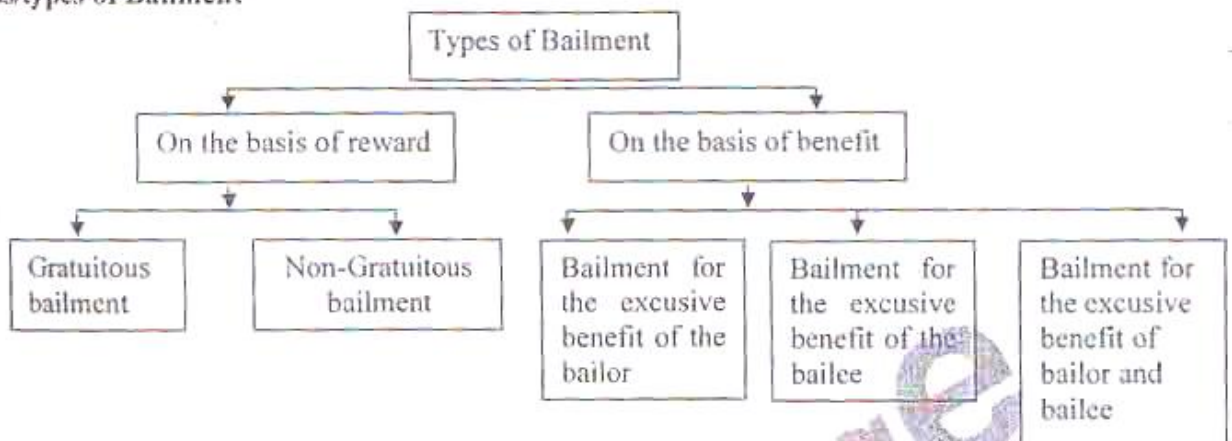 types of Bailment
Types of Bailment
On the basis of reward
On the basis of benefit
Gratuitous
bailment
Non-Gratuitous
bailment
Bailment for
the excusive
benefit of the
bailor
Bailment for
the excusive
benefit of the
bailee
Bailment for
the excusive
benefit of
bailor and
bailee